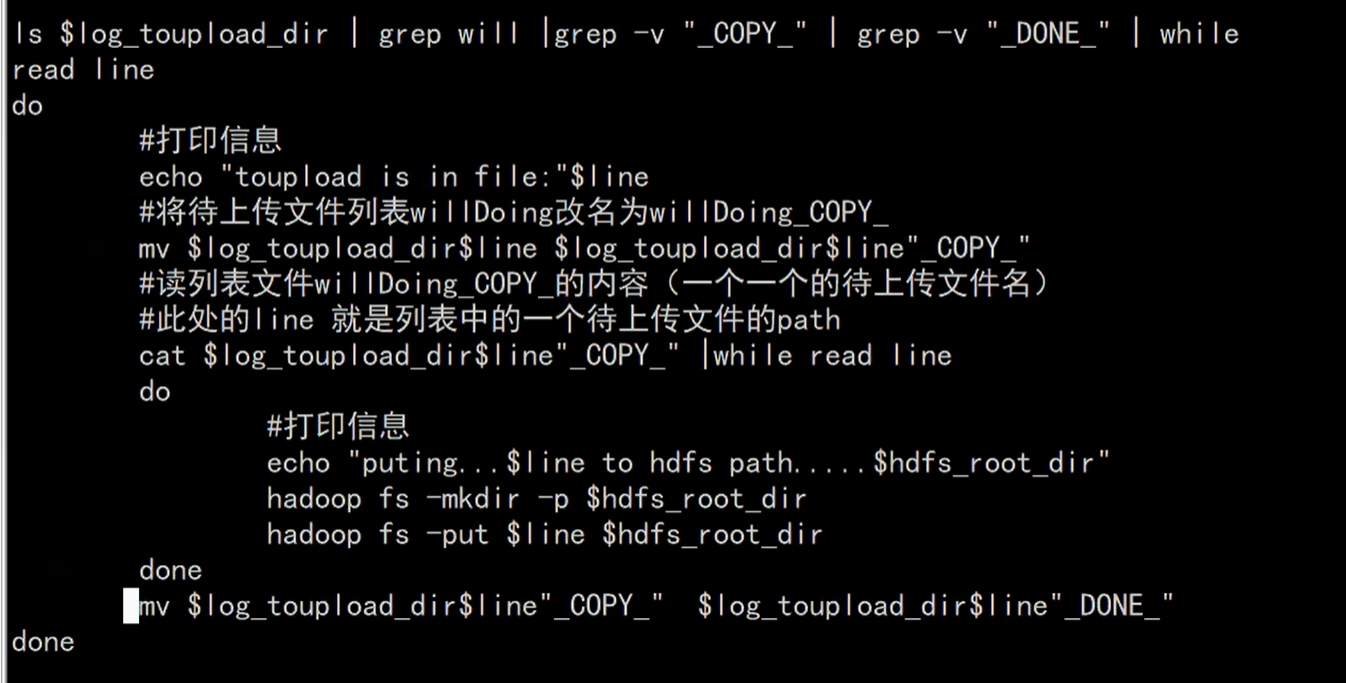 ls $log_toupload_dir | grep will |grep -v "_COPY_" | grep -v "_DONE_" | while
read line
do
#打印信息
echo "toupload is in file:"$line
#将待上传文件列表willDoing改名为willDoing_COPY_
mv $log_toupload_dir$line $log_toupload_dir$line"_COPY_"
#读列表文件willDoing_COPY_的内容（一个一个的待上传文件名）
#此处的line 就是列表中的一个待上传文件的path
cat $log_toupload_dir$line"_COPY_" |while read line
do
#打印信息
echo "puting...$line to hdfs path.....$hdfs_root_dir"
hadoop fs -mkdir -p $hdfs_root_dir
hadoop fs -put $line $hdfs_root_dir
done
mv $log_toupload_dir$line"_COPY_"  $log_toupload_dir$line"_DONE_"
done